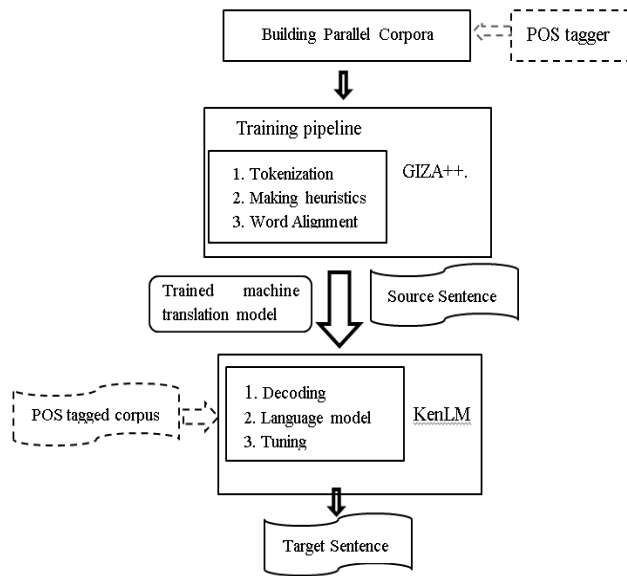 Building Parallel Corpora
POS tagger
Training pipeline
1. Tokenization
2. Making heuristics
3. Word Alignment
GIZA++.
Trained machine
translation model
Source Sentence
POS tagged corpus
1. Decoding
2. Language model
3. Tuning
KenLM
Target Sentence